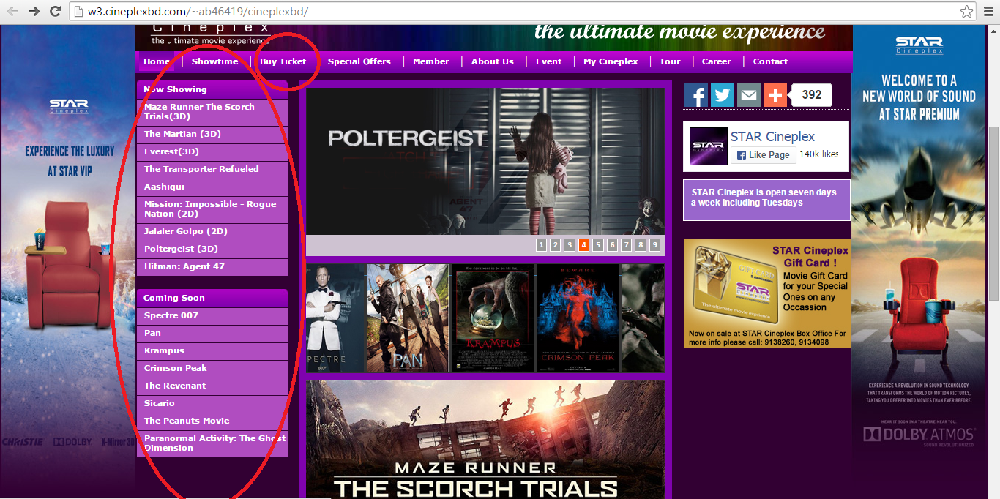 w3.cineplexbd.com/~ab46419/cineplexbd/
Cineplex
the ultimate movie experience
the ultimate movie experience
Home
Showtime
Buy Ticket
Special Offers
Member
About Us
Event
My Cineplex
Tour
Career
Contact
STAR
Cineplex
EXPERIENCE THE LUXURY
AT STAR VIP
CHRISTIE DOLBY X-Mirror 3D
Now Showing
Maze Runner The Scorch
Trials(3D)
The Martian (3D)
Everest(3D)
The Transporter Refueled
Aashiqui
Mission: Impossible - Rogue
Nation (2D)
Jalaler Golpo (2D)
Poltergeist (3D)
Hitman: Agent 47
Coming Soon
Spectre 007
Pan
Krampus
Crimson Peak
The Revenant
Sicario
The Peanuts Movie
Paranormal Activity: The Ghost
Dimension
POLTERGEIST
AGENT
47
1 2 3 4 5 6 7 8 9
SPECTRE
007
PAN
KRAMPUS
CHRISTMAS
BEWARE
CRIMSON PEAK
MAZE RUNNER
THE SCORCH TRIALS
392
STAR
Cineplex
STAR Cineplex
Like Page
140k likes
STAR Cineplex is open seven days
a week including Tuesdays
STAR Cineplex
Gift Card !
Movie Gift Card
for your Special
Ones on any
Occassion
GIFT CARD
5 Admissions
STAR
Cineplex
The ultimate movie exprience
Now on sale at STAR Cineplex Box Office For
more info please call: 9138260, 9134098
STAR
Cineplex
WELCOME TO A
NEW WORLD OF SOUND
AT STAR PREMIUM
EXPERIENCE A REVOLUTION IN SOUND TECHNOLOGY
THAT TRANSFORMS THE WORLD OF MOTION PICTURES,
TAKING YOU DEEPER INTO MOVIES THAN EVER BEFORE.
HEAR IT SOON IN A THEATRE NEAR YOU.
DOLBY ATMOS
SOUND REVOLUTIONIZED